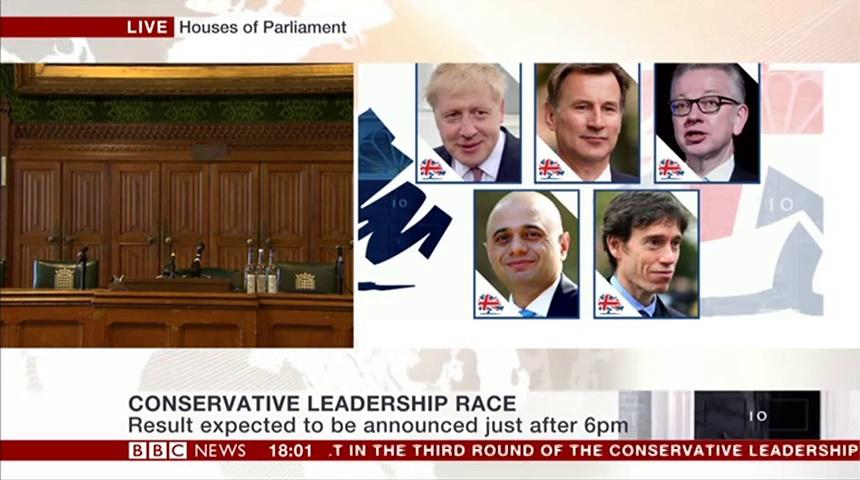 LIVE Houses of Parliament
10
10
CONSERVATIVE LEADERSHIP RACE
Result expected to be announced just after 6pm
10
BBC NEWS 18:01 .T IN THE THIRD ROUND OF THE CONSERVATIVE LEADERSHIP